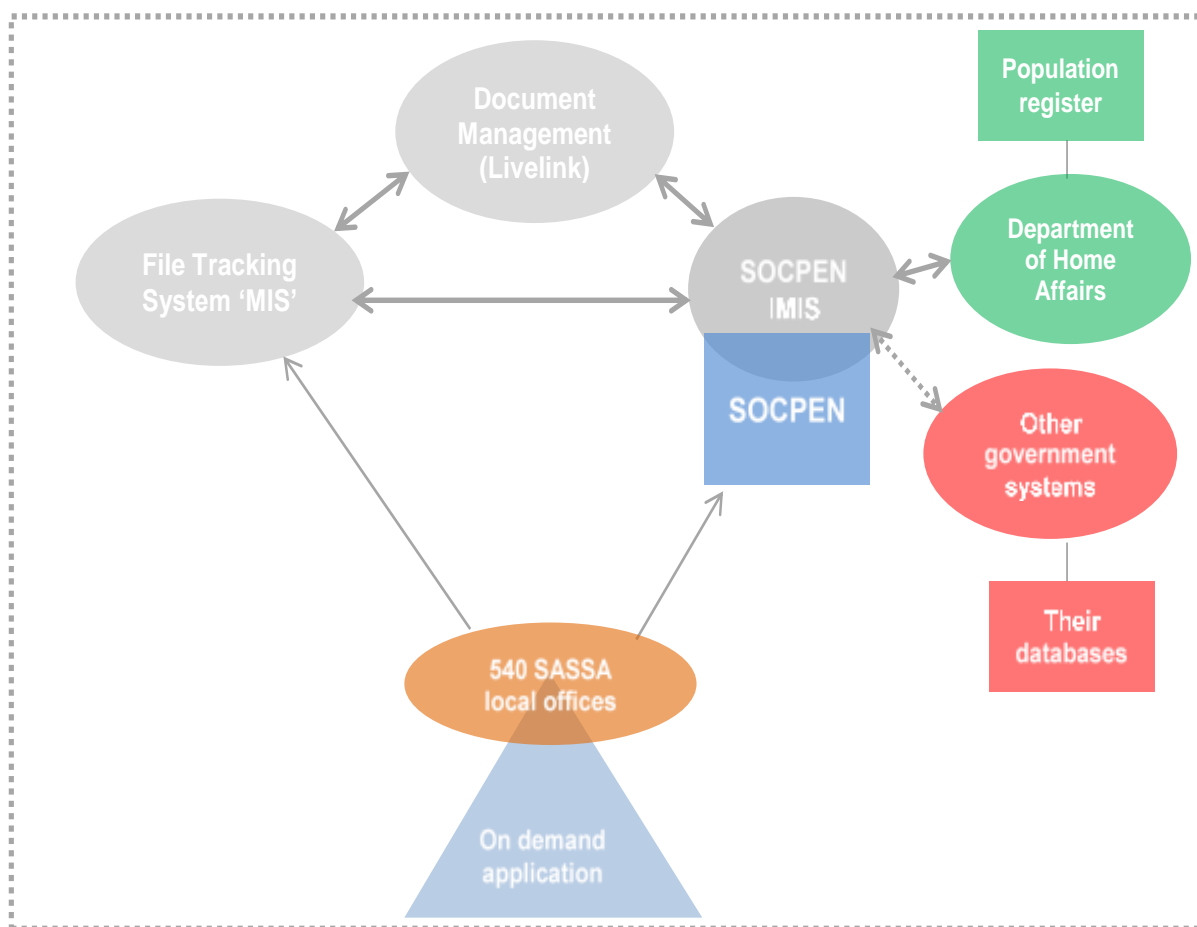 Population
register
Document
Management
(Livelink)
Department
of Home
Affairs
File Tracking
System ‘MIS’
SOCPEN
IMIS
SOCPEN
Other
government
systems
Their
databases
540 SASSA
local offices
On demand
application